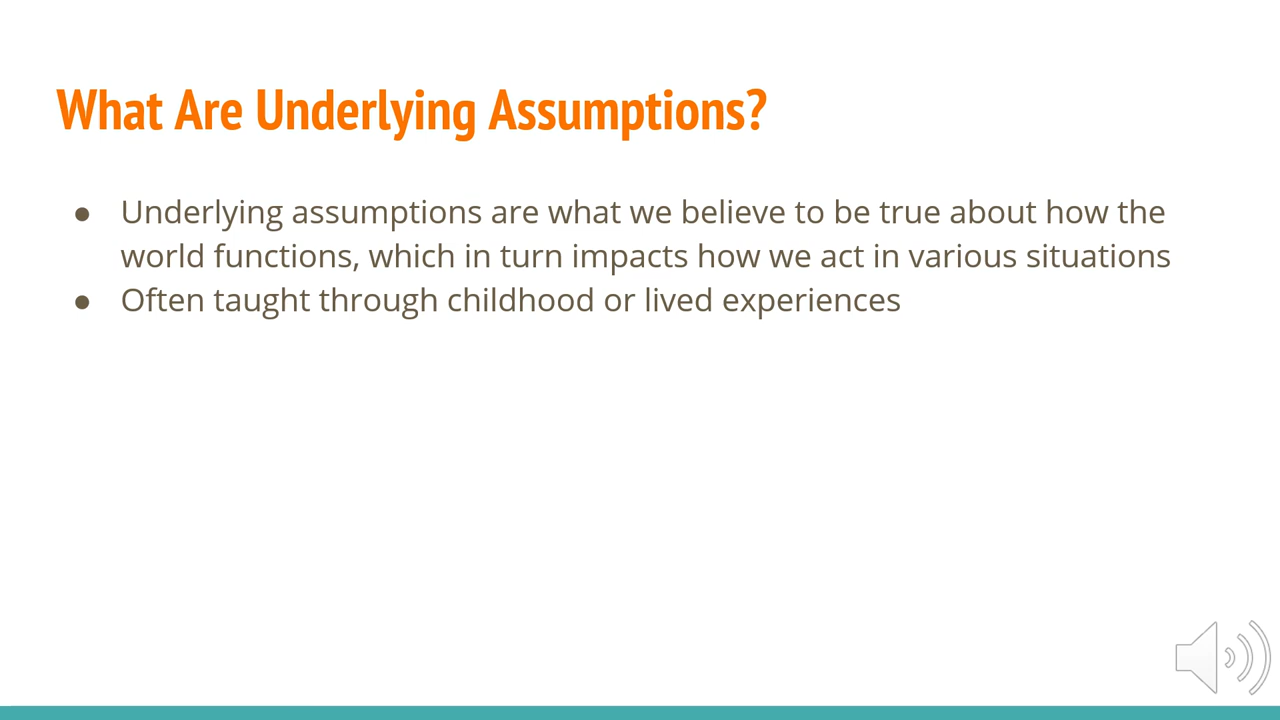 What Are Underlying Assumptions?
● Underlying assumptions are what we believe to be true about how the
world functions, which in turn impacts how we act in various situations
● Often taught through childhood or lived experiences